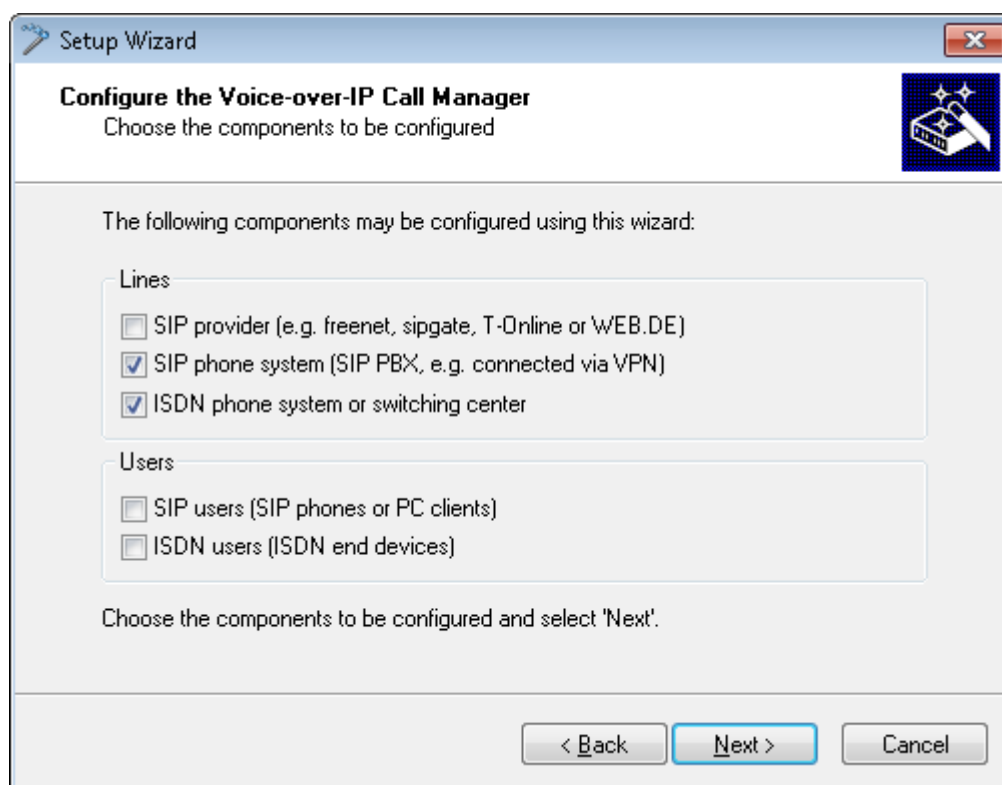 Setup Wizard
Configure the Voice-over-IP Call Manager
Choose the components to be configured
The following components may be configured using this wizard:
Lines
SIP provider (e.g. freenet, sipgate, T-Online or WEB.DE)
SIP phone system (SIP PBX, e.g. connected via VPN)
ISDN phone system or switching center
Users
SIP users (SIP phones or PC clients)
ISDN users (ISDN end devices)
Choose the components to be configured and select 'Next'.
< Back Next > Cancel